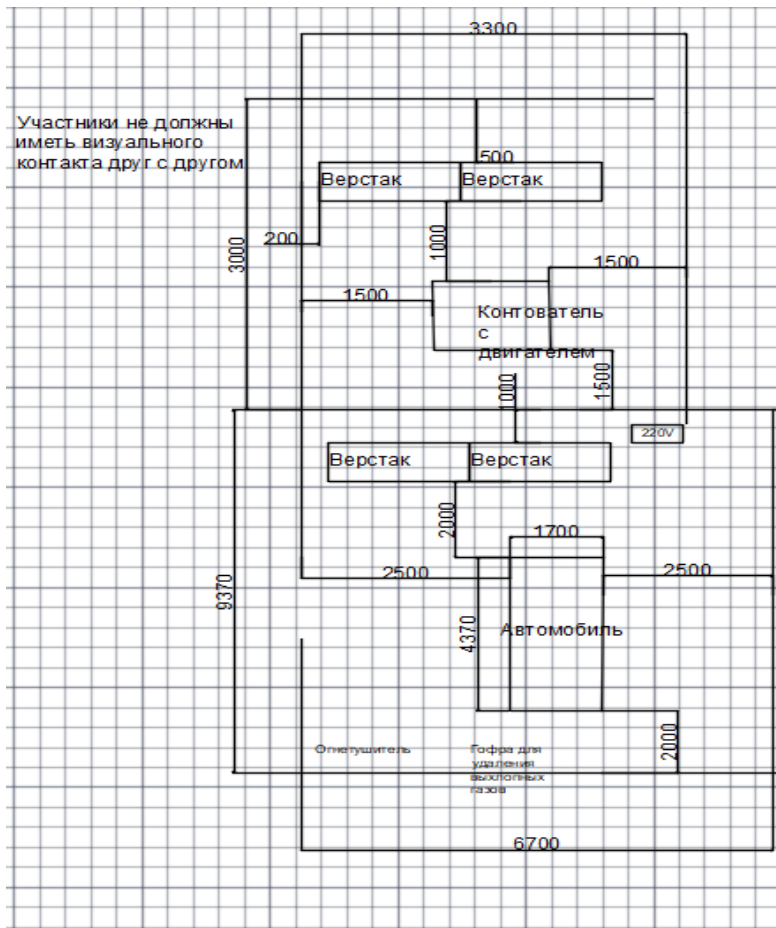 3300
Участники не должны
иметь визуального
контакта друг с другом
500
Верстак
Верстак
200
3000
1000
1500
1500
Контователь
с
двигателем
1500
1000
220V
Верстак
Верстак
2000
1700
2500
2500
9370
4370
Автомобиль
Огнетушитель
Гофра для
удаления
выхлопных
газов
2000
6700